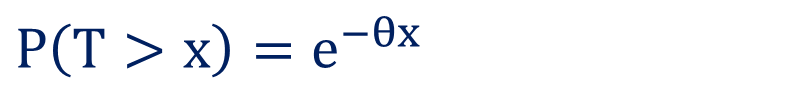 P(T > x) = e^{−θx}